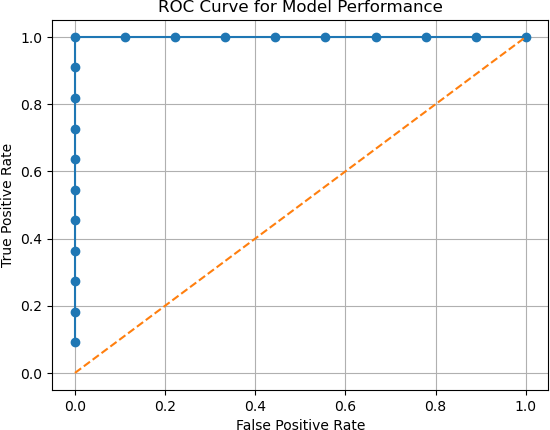 ROC Curve for Model Performance
True Positive Rate
1.0
0.8
0.6
0.4
0.2
0.0
0.0 0.2 0.4 0.6 0.8 1.0
False Positive Rate